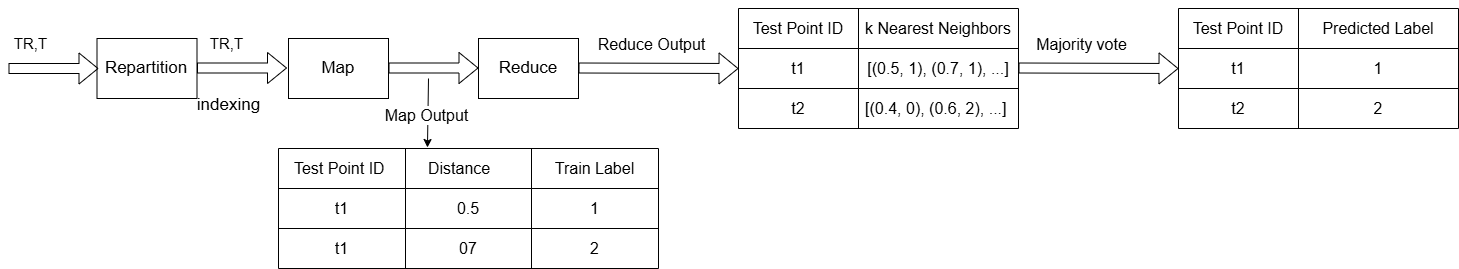 TR,T
Repartition
TR,T
indexing
Map
Map Output
Reduce
Reduce Output
Test Point ID k Nearest Neighbors
t1 [(0.5, 1), (0.7, 1), ...]
t2 [(0.4, 0), (0.6, 2), ...]
Majority vote
Test Point ID Predicted Label
t1 1
t2 2
Test Point ID Distance Train Label
t1 0.5 1
t1 07 2